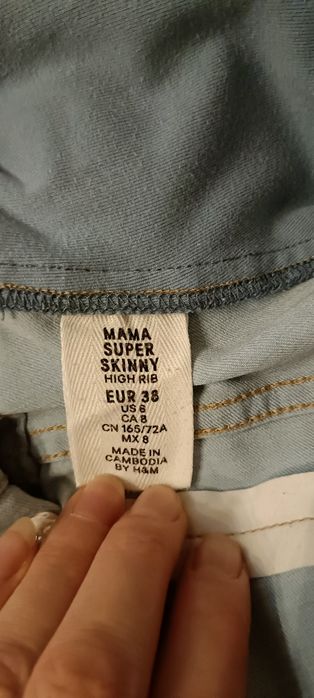 MAMA
SUPER
SKINNY
HIGH RIB
EUR 38
US 6
CA 8
CN 165/72A
MX 8
MADE IN
CAMBODIA
BY H&M